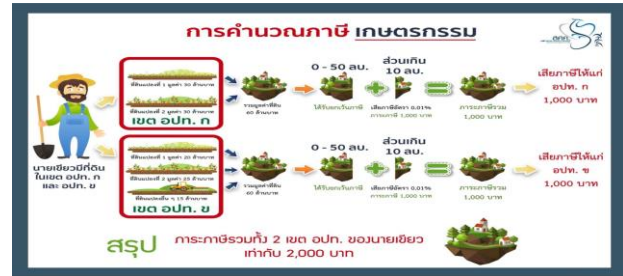 การคำนวณภาษี เกษตรกรรม
สถ.
นายเขียวมีที่ดิน
ในเขต อปท. ก
และ อปท. ข
ที่ดินแปลงที่ 1 มูลค่า 30 ล้านบาท
ที่ดินแปลงที่ 2 มูลค่า 30 ล้านบาท
เขต อปท. ก
รวมมูลค่าที่ดิน
60 ล้านบาท
0 - 50 ลบ.
ได้รับยกเว้นภาษี
ส่วนเกิน
10 ลบ.
เสียภาษีอัตรา 0.01%
ภาระภาษี 1,000 บาท
ภาระภาษีรวม
1,000 บาท
เสียภาษีให้แก่
อปท. ก
1,000 บาท
ที่ดินแปลงที่ 1 มูลค่า 20 ล้านบาท
ที่ดินแปลงที่ 2 มูลค่า ล้านบาท
ที่ดินแปลงอื่น ๆ 15 ล้านบาท
เขต อปท. ข
รวมมูลค่าที่ดิน
60 ล้านบาท
0 - 50 ลบ.
ได้รับยกเว้นภาษี
ส่วนเกิน
10 ลบ.
เสียภาษีอัตรา 0.01%
ภาระภาษี 1,000 บาท
ภาระภาษีรวม
1,000 บาท
เสียภาษีให้แก่
อปท. ข
1,000 บาท
สรุป
ภาระภาษีรวมทั้ง 2 เขต อปท. ของนายเขียว
เท่ากับ 2,000 บาท